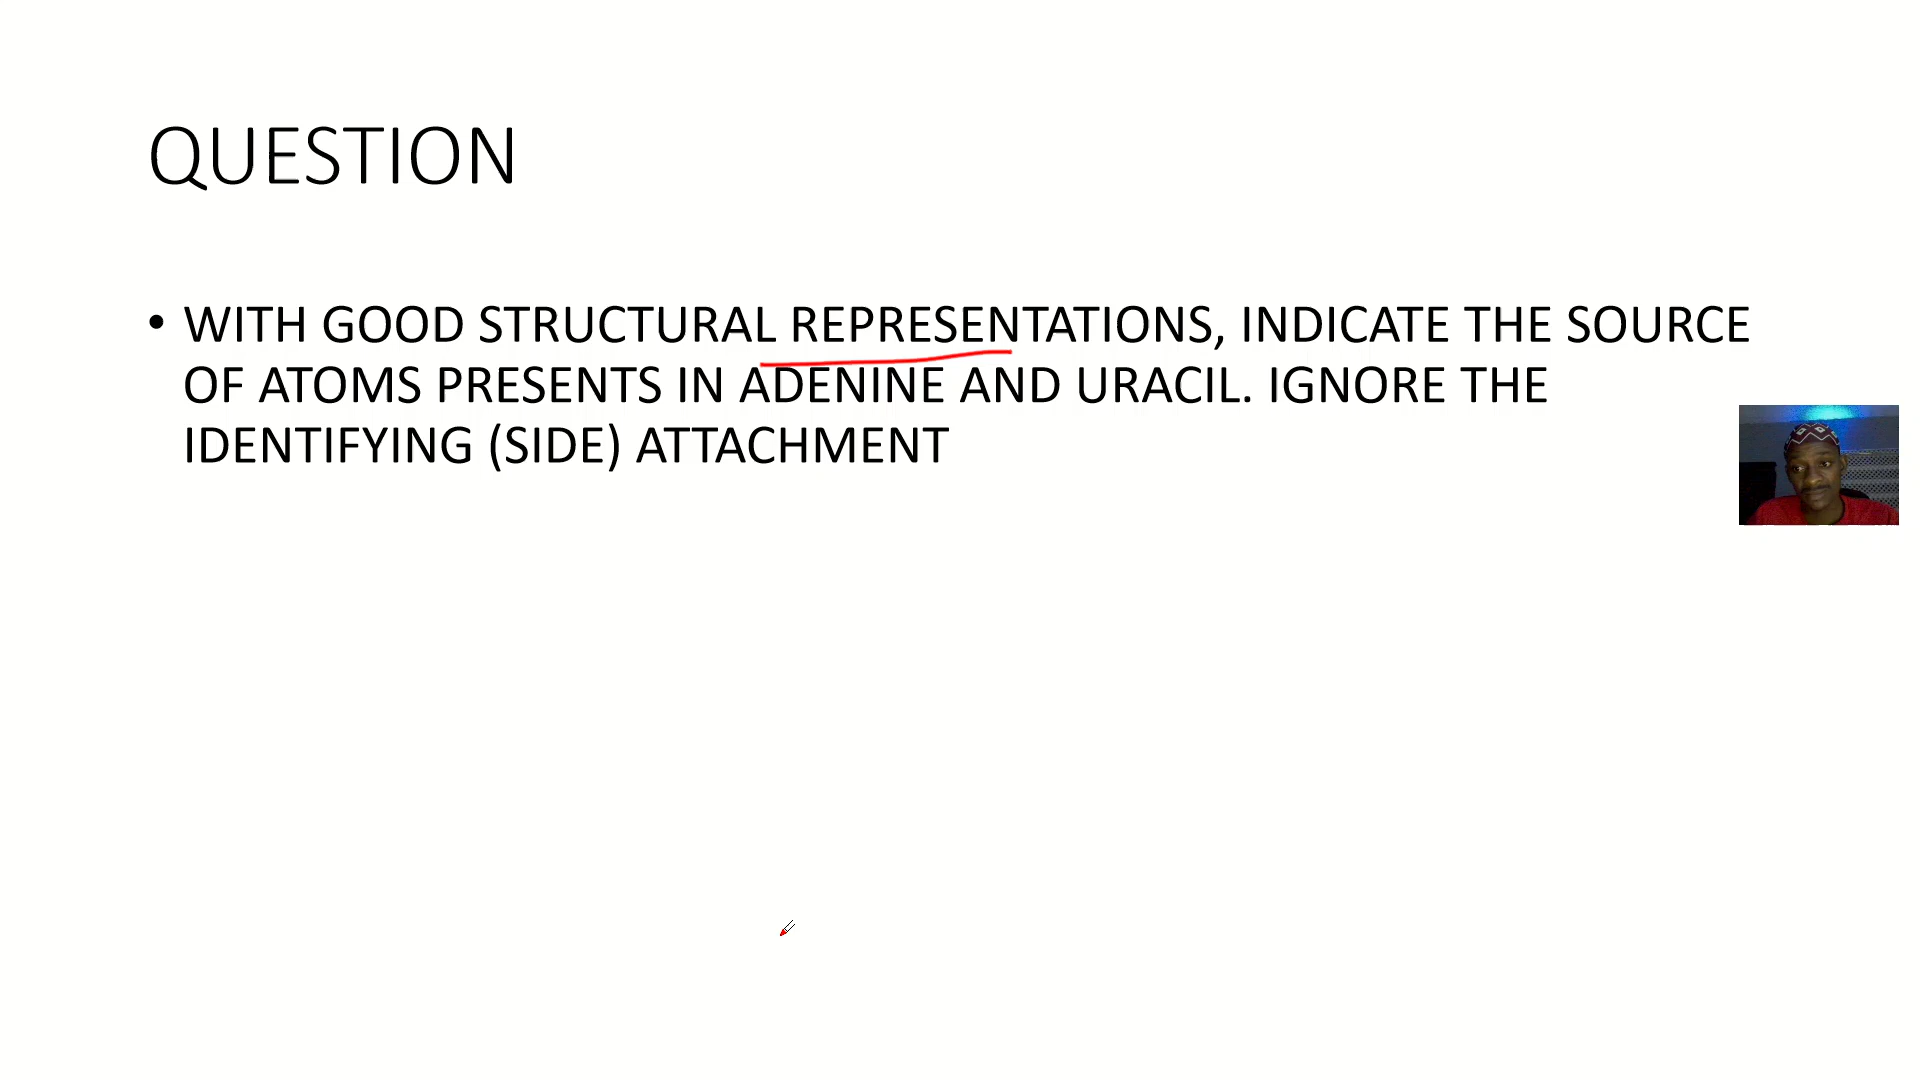 QUESTION
• WITH GOOD STRUCTURAL REPRESENTATIONS, INDICATE THE SOURCE
OF ATOMS PRESENTS IN ADENINE AND URACIL. IGNORE THE
IDENTIFYING (SIDE) ATTACHMENT